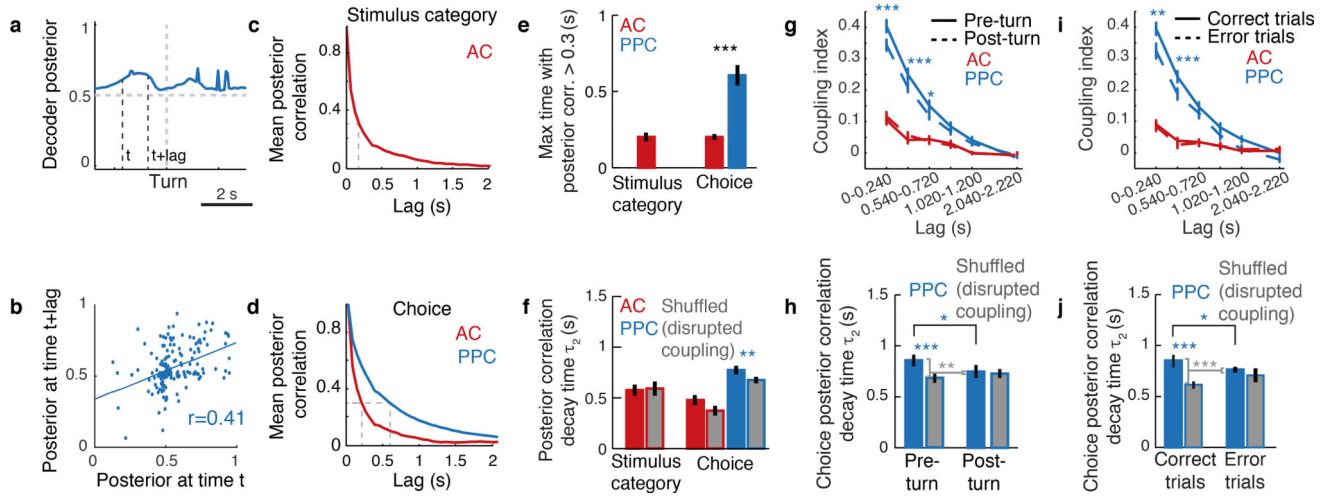 a
Decoder posterior
1
0.5
0
t
t+lag
Turn
2 s
b
Posterior at time t+lag
1
0.5
0
r=0.41
0
0.5
1
Posterior at time t
c
Stimulus category
AC
Mean posterior
correlation
0.8
0.4
0
0
0.5
1
1.5
2
Lag (s)
d
Choice
AC
PPC
Mean posterior
correlation
0.8
0.4
0
0
0.5
1
1.5
2
Lag (s)
e
Max time with
posterior corr. > 0.3 (s)
AC
PPC
***
1
0.5
0
Stimulus
category
Choice
f
Posterior correlation
decay time τ2 (s)
AC
PPC
Shuffled
(disrupted
coupling)
**
1.5
1
0.5
0
Stimulus
category
Choice
g
Coupling index
***
Pre-turn
Post-turn
***
AC
PPC
*
0.4
0.3
0.2
0.1
0
0-0.240
0.540-0.720
1.020-1.200
2.040-2.220
Lag (s)
h
Choice posterior correlation
decay time τ2 (s)
PPC
Shuffled
(disrupted
coupling)
*
***
**
1.5
1
0.5
0
Pre-
turn
Post-
turn
i
Coupling index
**
Correct trials
Error trials
***
AC
PPC
0.4
0.3
0.2
0.1
0
0-0.240
0.540-0.720
1.020-1.200
2.040-2.220
Lag (s)
j
Choice posterior correlation
decay time τ2 (s)
PPC
Shuffled
(disrupted
coupling)
*
***
***
1.5
1
0.5
0
Correct
trials
Error
trials